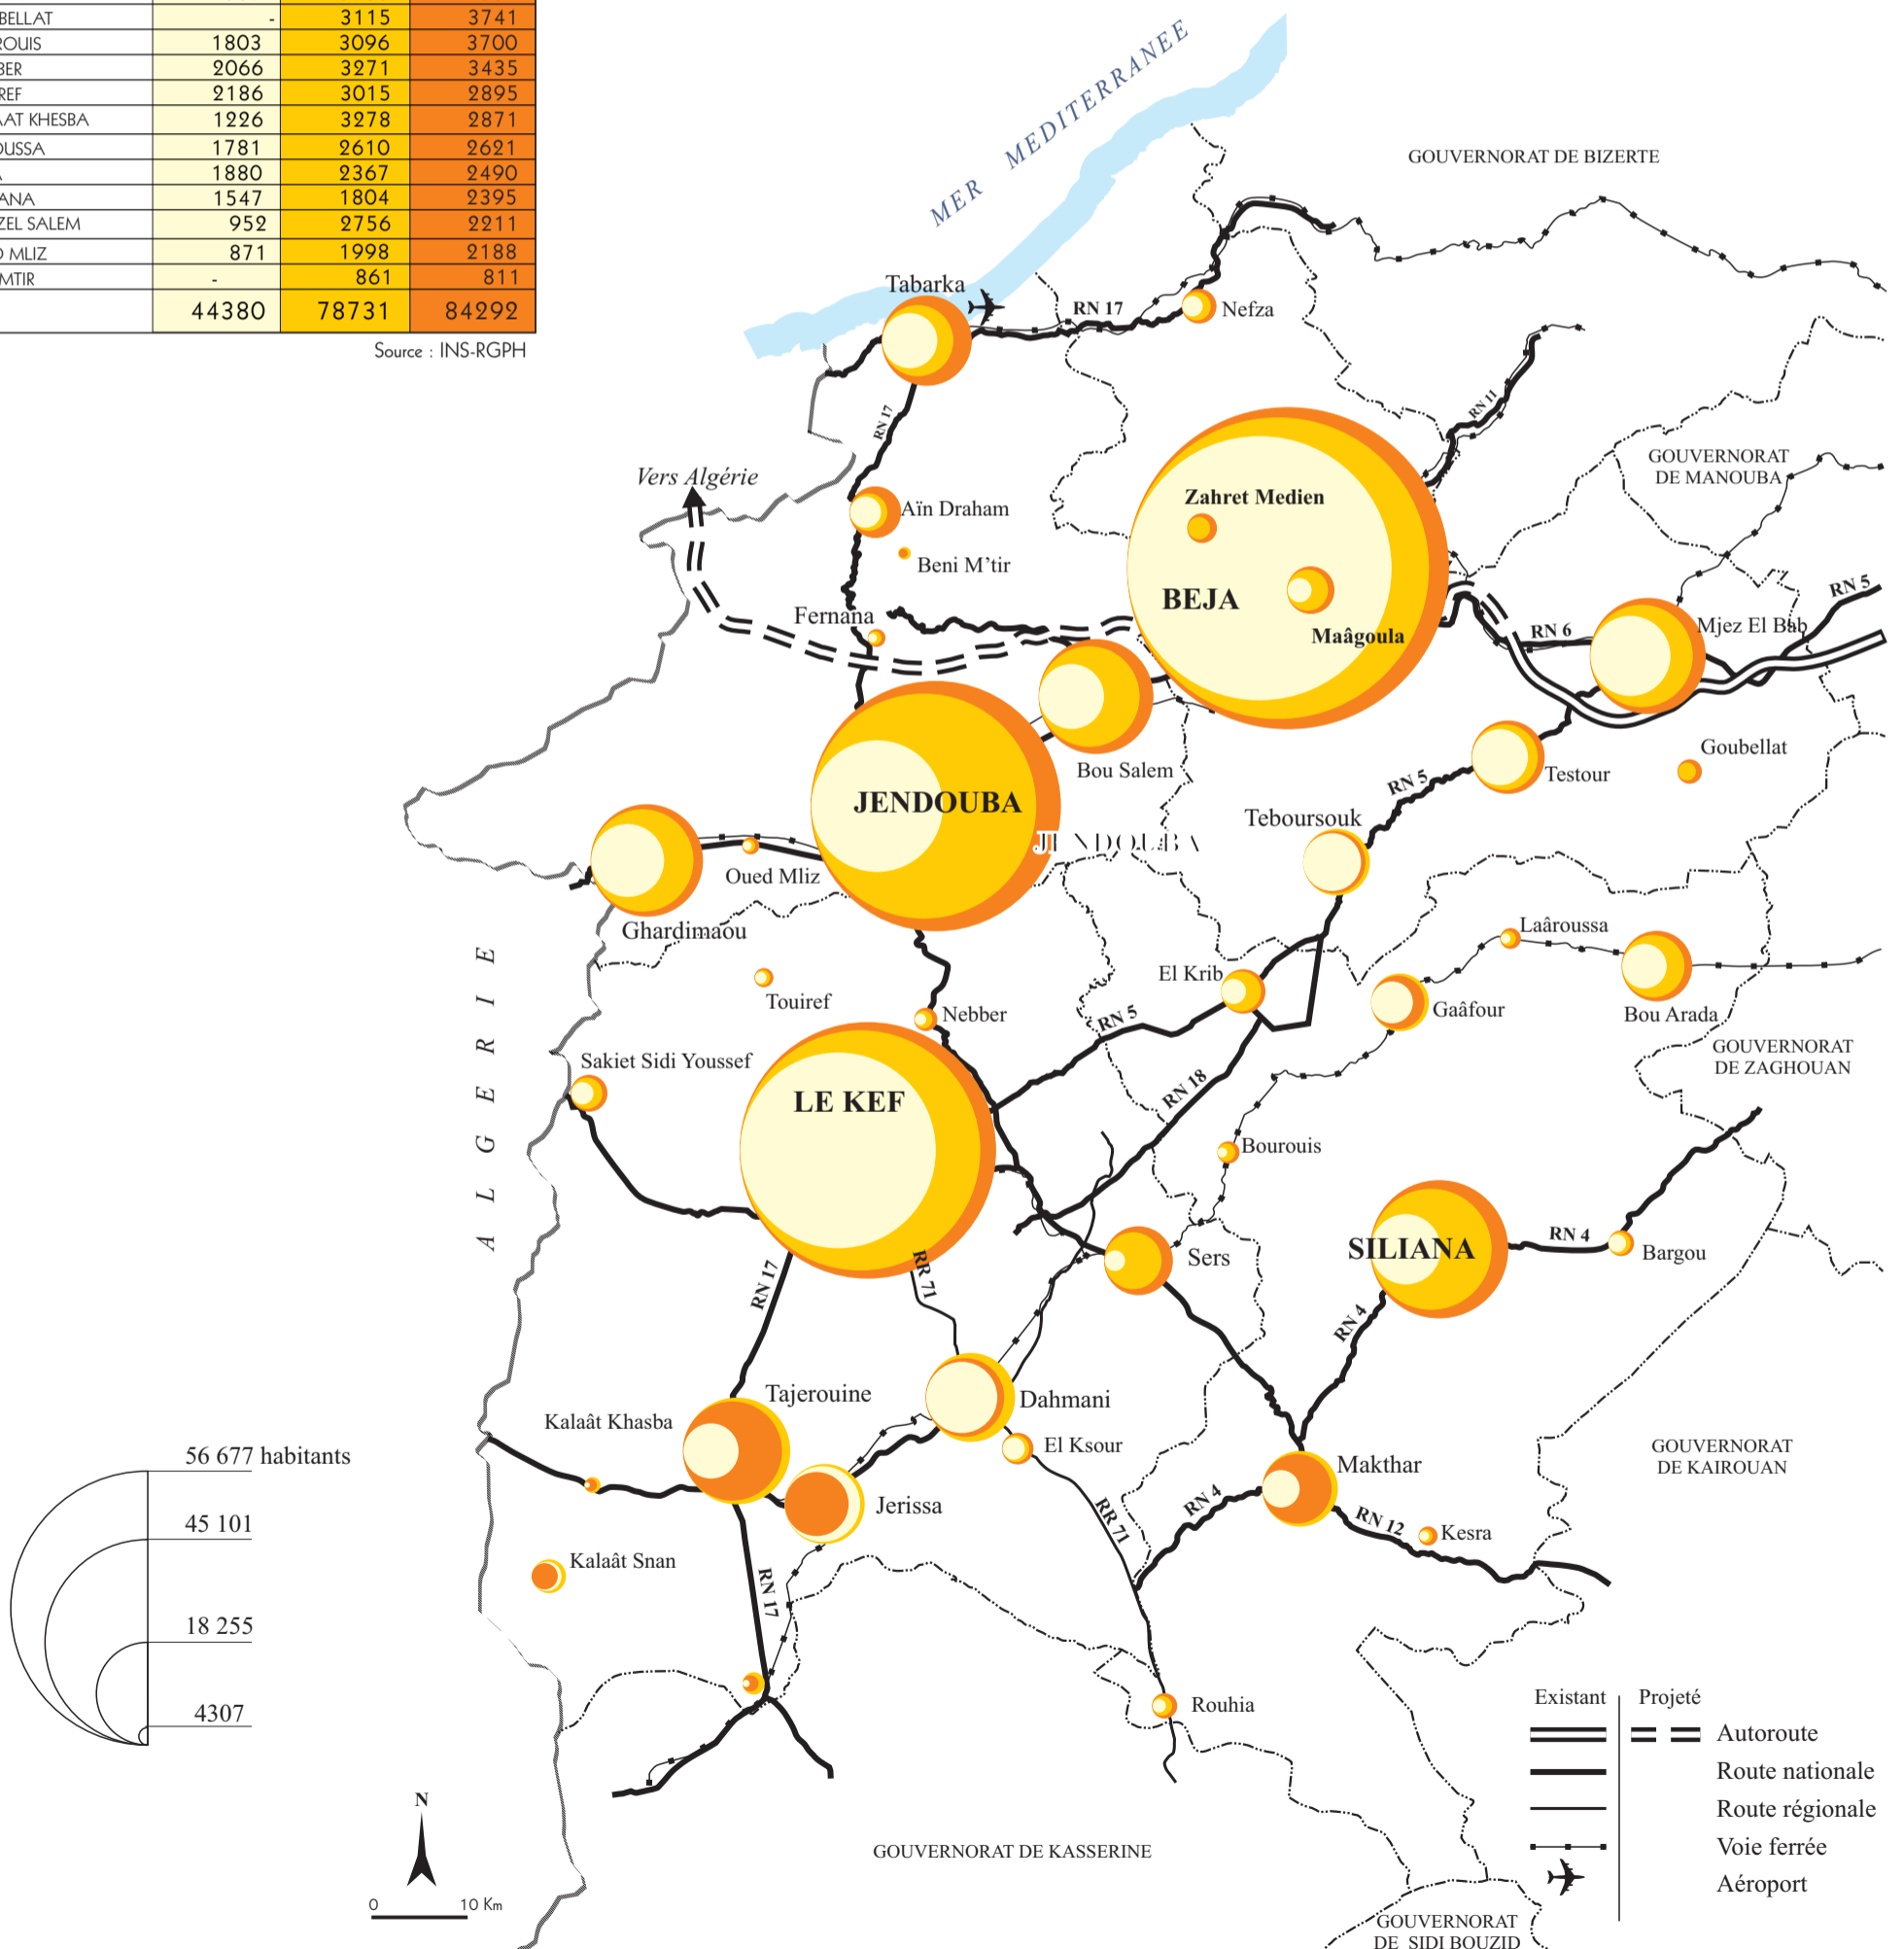 BELLAT - 3115 3741
ROUIS 1803 3096 3700
BER 2066 3271 3435
REF 2186 3015 2895
AAT KHESBA 1226 3278 2871
OUSSA 1781 2610 2621
A 1880 2367 2490
ANA 1547 1804 2395
ZEL SALEM 952 2756 2211
D MLIZ 871 1998 2188
MTIR - 861 811
44380 78731 84292
Source : INS-RGPH
MER MEDITERRANEE
GOUVERNORAT DE BIZERTE
Tabarka
RN 17
Nefza
RN 17
RN 11
GOUVERNORAT
DE MANOUBA
Vers Algérie
Zahret Medien
Aïn Draham
Beni M'tir
BEJA
Maâgoula
Fernana
RN 6
Mjez El Bab
RN 5
Bou Salem
Testour
Goubellat
RN 5
JENDOUBA
JENDOUBA
Teboursouk
Oued Mliz
Ghardimaou
Laâroussa
El Krib
Touiref
Nebber
RN 5
Gaâfour
Bou Arada
GOUVERNORAT
DE ZAGHOUAN
ALGERIE
Sakiet Sidi Youssef
LE KEF
RN 18
Bourouis
Sers
SILIANA
RN 4
Bargou
RN 17
RR 71
RN 4
Tajerouine
Dahmani
Kalaât Khasba
El Ksour
Makthar
GOUVERNORAT
DE KAIROUAN
Jerissa
RR 71
RN 4
RN 12
Kesra
Kalaât Snan
RN 17
Rouhia
56 677 habitants
45 101
18 255
4307
N
0 10 Km
GOUVERNORAT DE KASSERINE
GOUVERNORAT
DE SIDI BOUZID
Existant Projeté
Autoroute
Route nationale
Route régionale
Voie ferrée
Aéroport